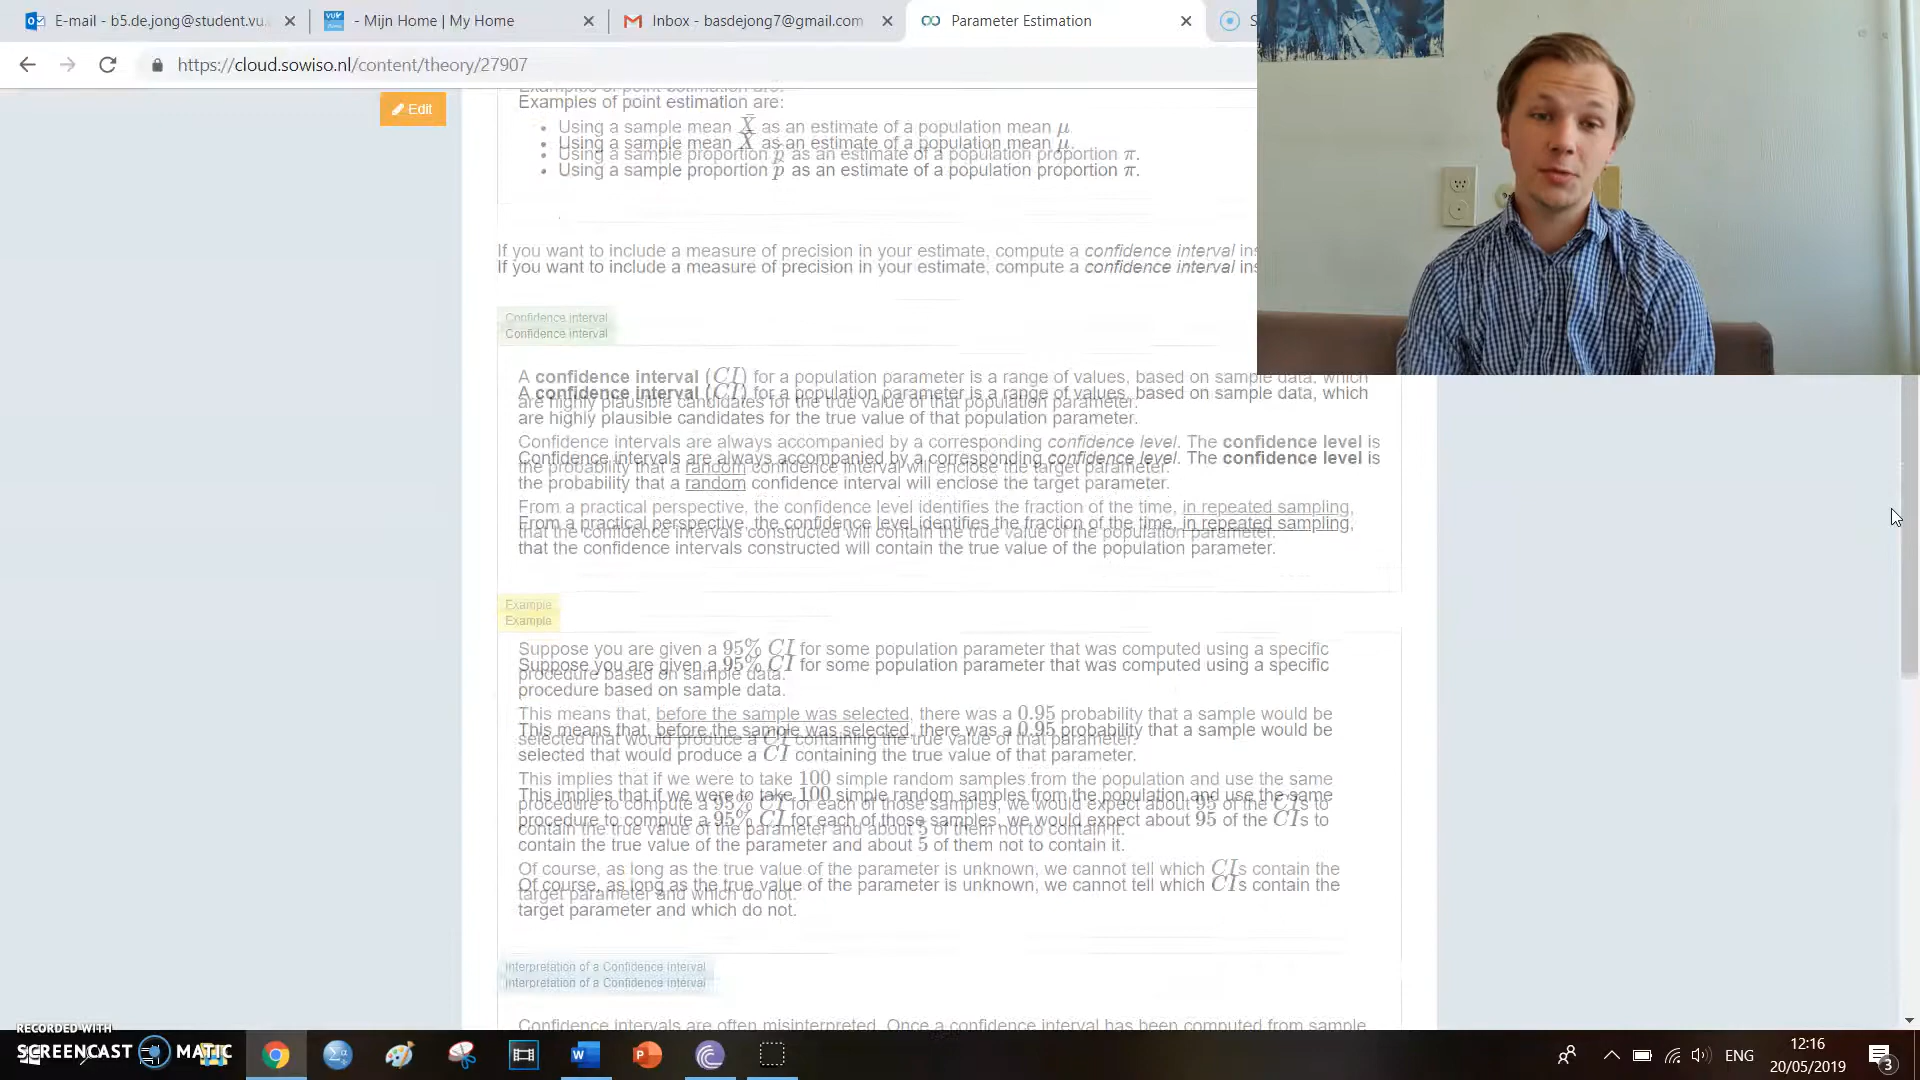 E-mail - b5.de.jong@student.vu.
VU
- Mijn Home | My Home
Inbox - basdejong7@gmail.com
Parameter Estimation
https://cloud.sowiso.nl/content/theory/27907
Edit
Examples of point estimation are:
• Using a sample mean X̄ as an estimate of a population mean μ.
• Using a sample proportion p̂ as an estimate of a population proportion π.
If you want to include a measure of precision in your estimate, compute a confidence interval ins
Confidence interval
A confidence interval (CI) for a population parameter is a range of values, based on sample data, which
are highly plausible candidates for the true value of that population parameter.
Confidence intervals are always accompanied by a corresponding confidence level. The confidence level is
the probability that a random confidence interval will enclose the target parameter.
From a practical perspective, the confidence level identifies the fraction of the time, in repeated sampling,
that the confidence intervals constructed will contain the true value of the population parameter.
Example
Suppose you are given a 95% CI for some population parameter that was computed using a specific
procedure based on sample data.
This means that, before the sample was selected, there was a 0.95 probability that a sample would be
selected that would produce a CI containing the true value of that parameter.
This implies that if we were to take 100 simple random samples from the population and use the same
procedure to compute a 95% CI for each of those samples, we would expect about 95 of the CIs to
contain the true value of the parameter and about 5 of them not to contain it.
Of course, as long as the true value of the parameter is unknown, we cannot tell which CIs contain the
target parameter and which do not.
Interpretation of a Confidence Interval
Confidence intervals are often misinterpreted. Once a confidence interval has been computed from sample
RECORDED WITH
SCREENCAST MATIC
ENG
12:16
20/05/2019
3